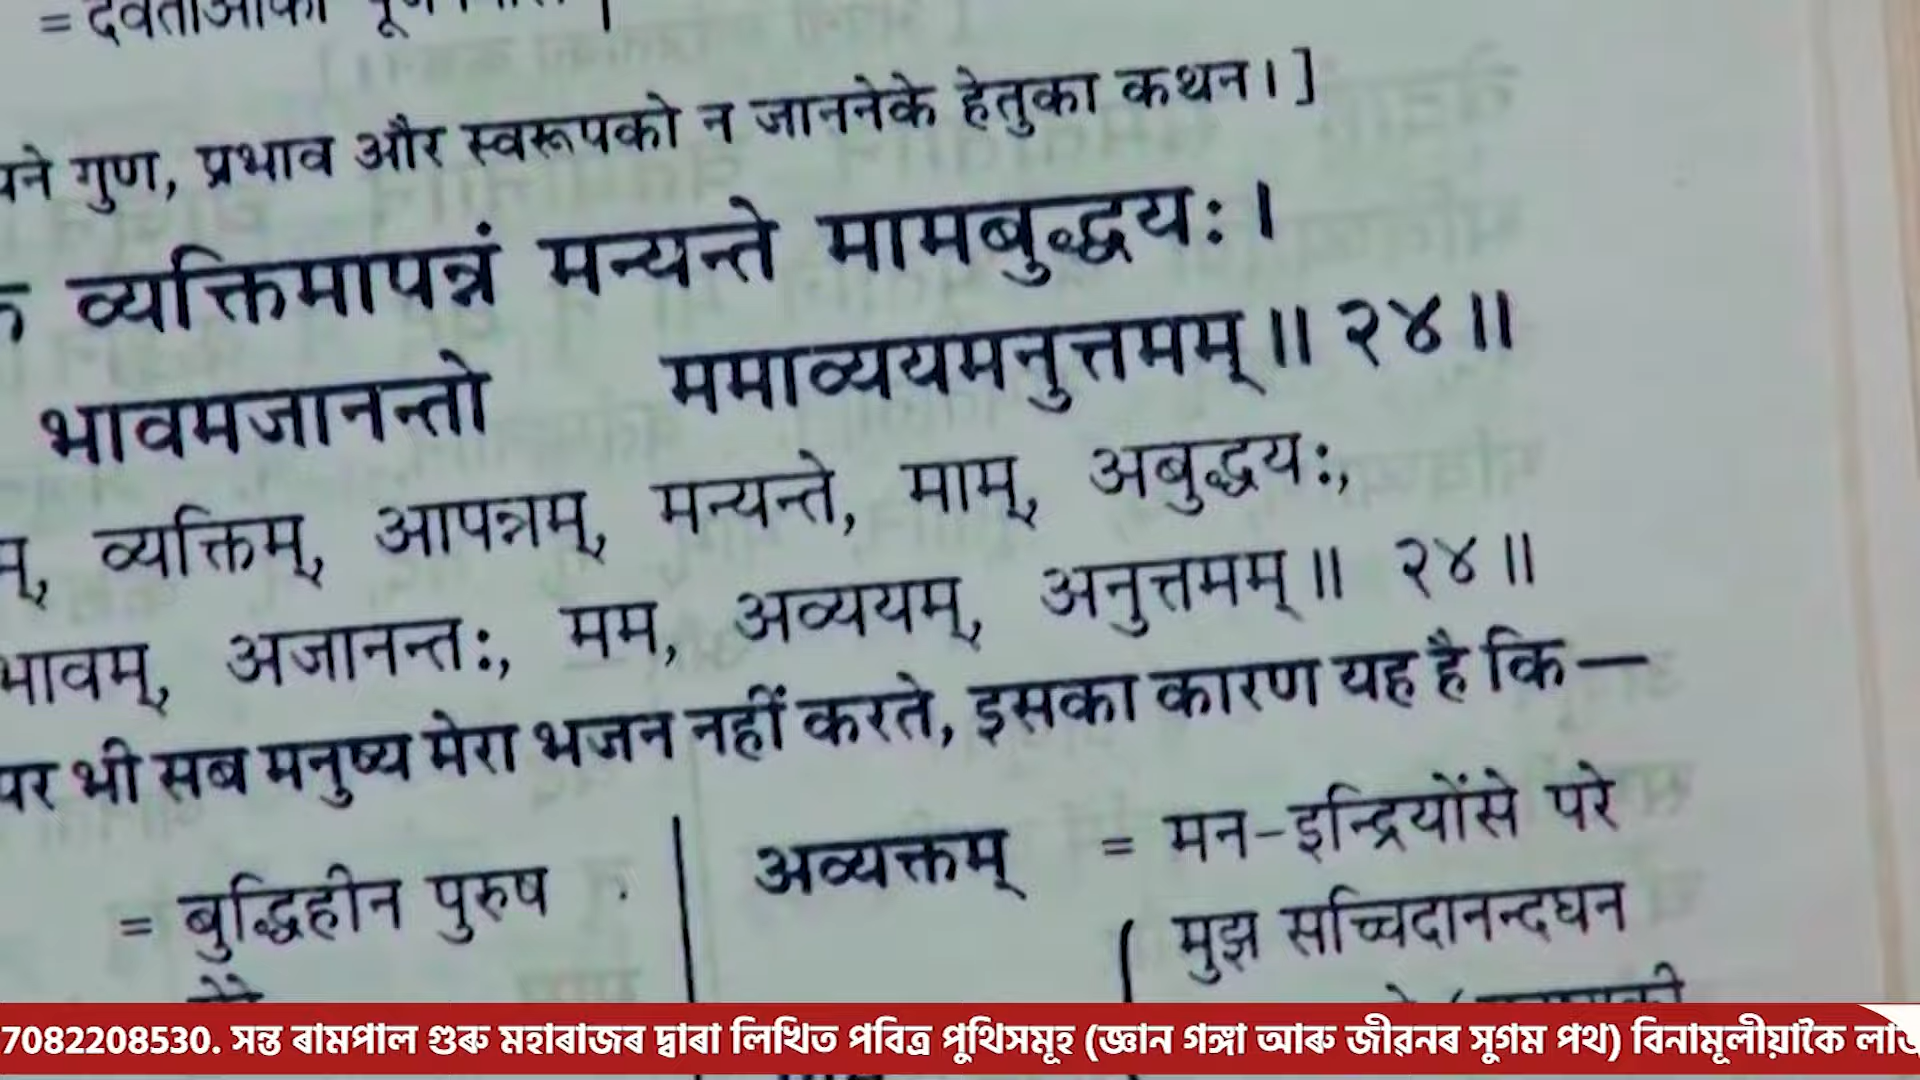 = देवताओंको
पने गुण, प्रभाव और स्वरूपको न जाननेके हेतुका कथन। ]
व्यक्तिमापन्नं मन्यन्ते मामबुद्धयः।
भावमजानन्तो ममाव्ययमनुत्तमम्॥ २४॥
म्, व्यक्तिम्, आपन्नम्, मन्यन्ते, माम्, अबुद्धयः,
भावम्, अजानन्तः, मम, अव्ययम्, अनुत्तमम्॥ २४॥
पर भी सब मनुष्य मेरा भजन नहीं करते, इसका कारण यह है कि—
= बुद्धिहीन पुरुष
अव्यक्तम् = मन-इन्द्रियोंसे परे
मुझ सच्चिदानन्दघन
7082208530. সন্ত ৰামপাল গুৰু মহাৰাজৰ দ্বাৰা লিখিত পবিত্ৰ পুথিসমূহ (জ্ঞান গঙ্গা আৰু জীৱনৰ সুগম পথ) বিনামূলীয়াকৈ